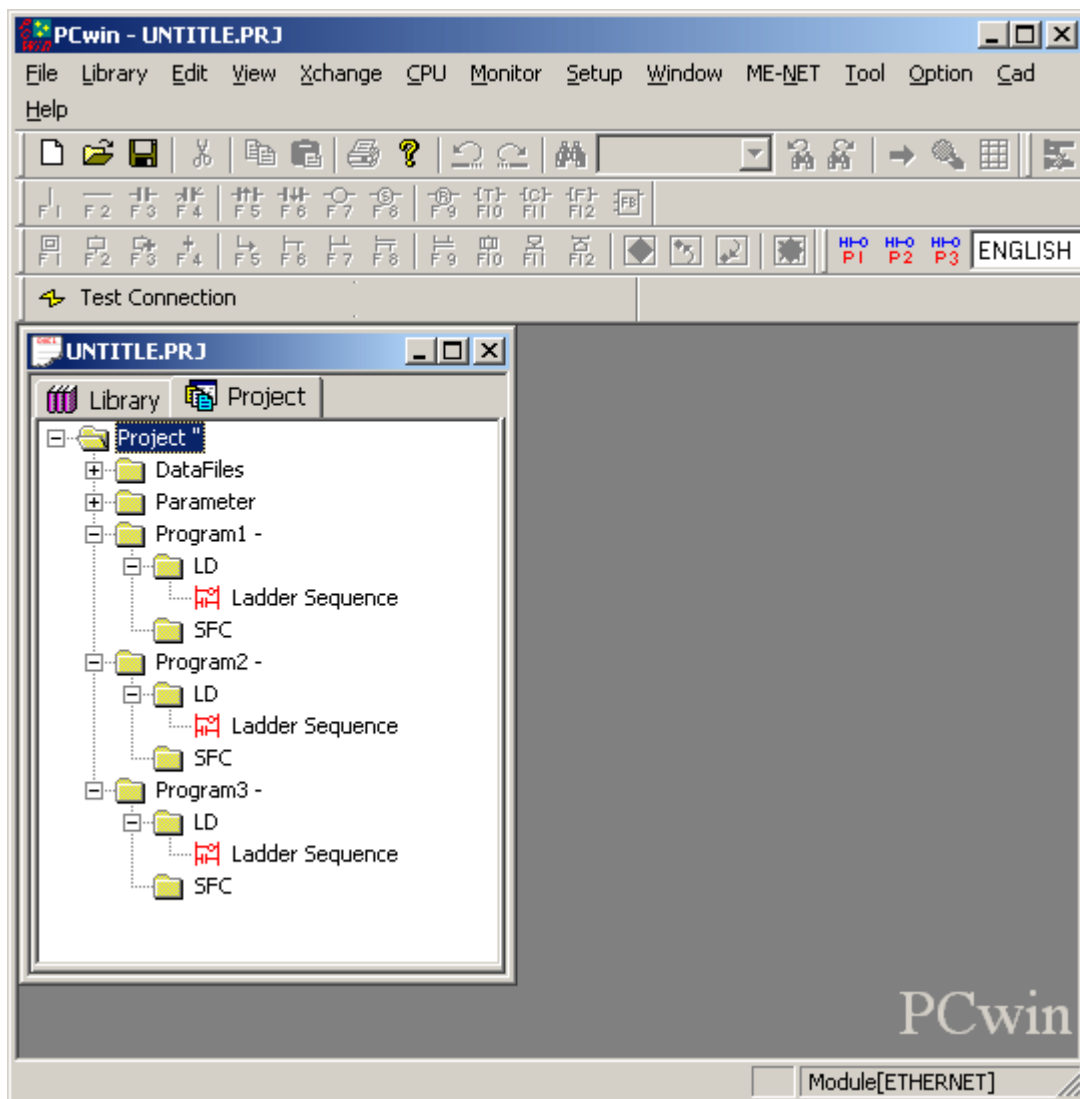 PCwin - UNTITLE.PRJ
File Library Edit View Xchange CPU Monitor Setup Window ME-NET Tool Option Cad
Help
F1 F2 F3 F4 F5 F6 F7 F8 F9 F10 F11 F12 FB
F1 F2 F3 F4 F5 F6 F7 F8 F9 F10 F11 F12 P1 P2 P3 ENGLISH
Test Connection
UNTITLE.PRJ
Library Project
Project ''
DataFiles
Parameter
Program1 -
LD
Ladder Sequence
SFC
Program2 -
LD
Ladder Sequence
SFC
Program3 -
LD
Ladder Sequence
SFC
PCwin
Module[ETHERNET]